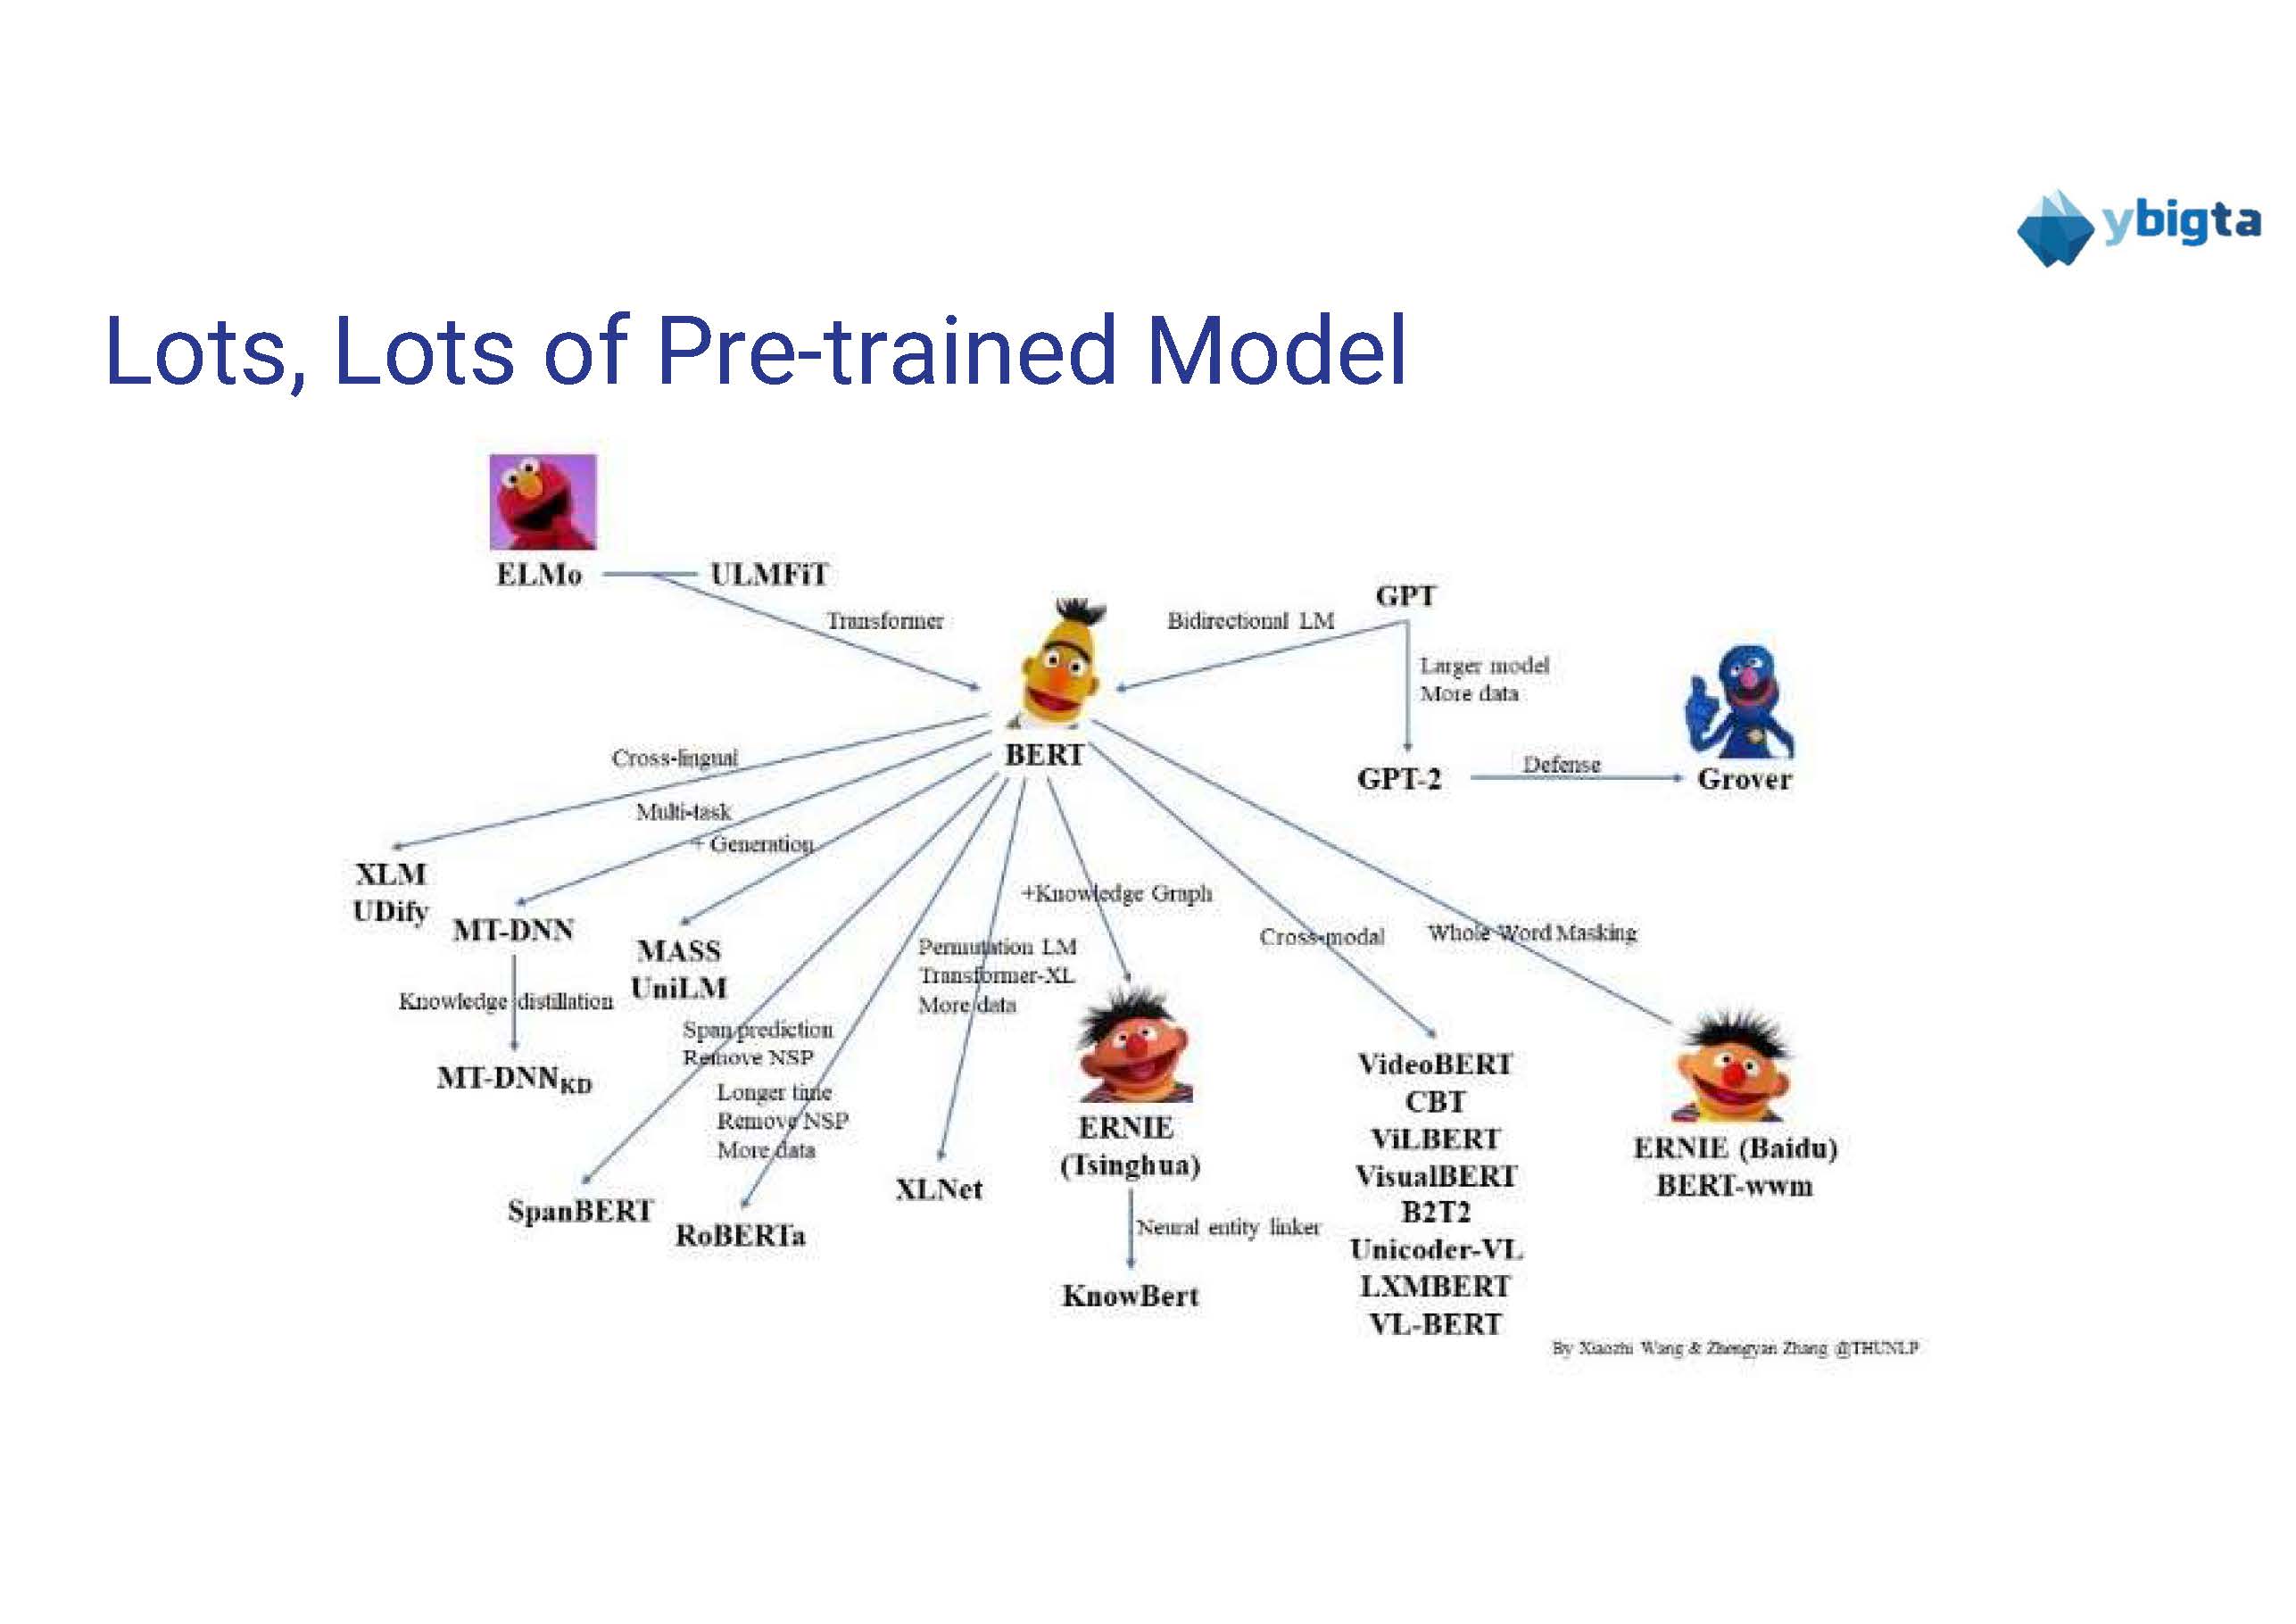 ybigta
Lots, Lots of Pre-trained Model
ELMo
ULMFiT
GPT
Transformer
Bidirectional LM
Larger model
More data
BERT
Cross-lingual
GPT-2
Defense
Grover
Multi-task
+ Generation
XLM
UDify
MT-DNN
MASS
UniLM
+Knowledge Graph
Cross-modal
Whole Word Masking
Permutation LM
Transformer-XL
More data
Knowledge distillation
MT-DNNKD
Span prediction
Remove NSP
Longer time
Remove NSP
More data
SpanBERT
RoBERTa
XLNet
ERNIE
(Tsinghua)
Neural entity linker
KnowBert
VideoBERT
CBT
ViLBERT
VisualBERT
B2T2
Unicoder-VL
LXMBERT
VL-BERT
ERNIE (Baidu)
BERT-wwm
By Xiaozhi Wang & Zhengyan Zhang @THUNLP